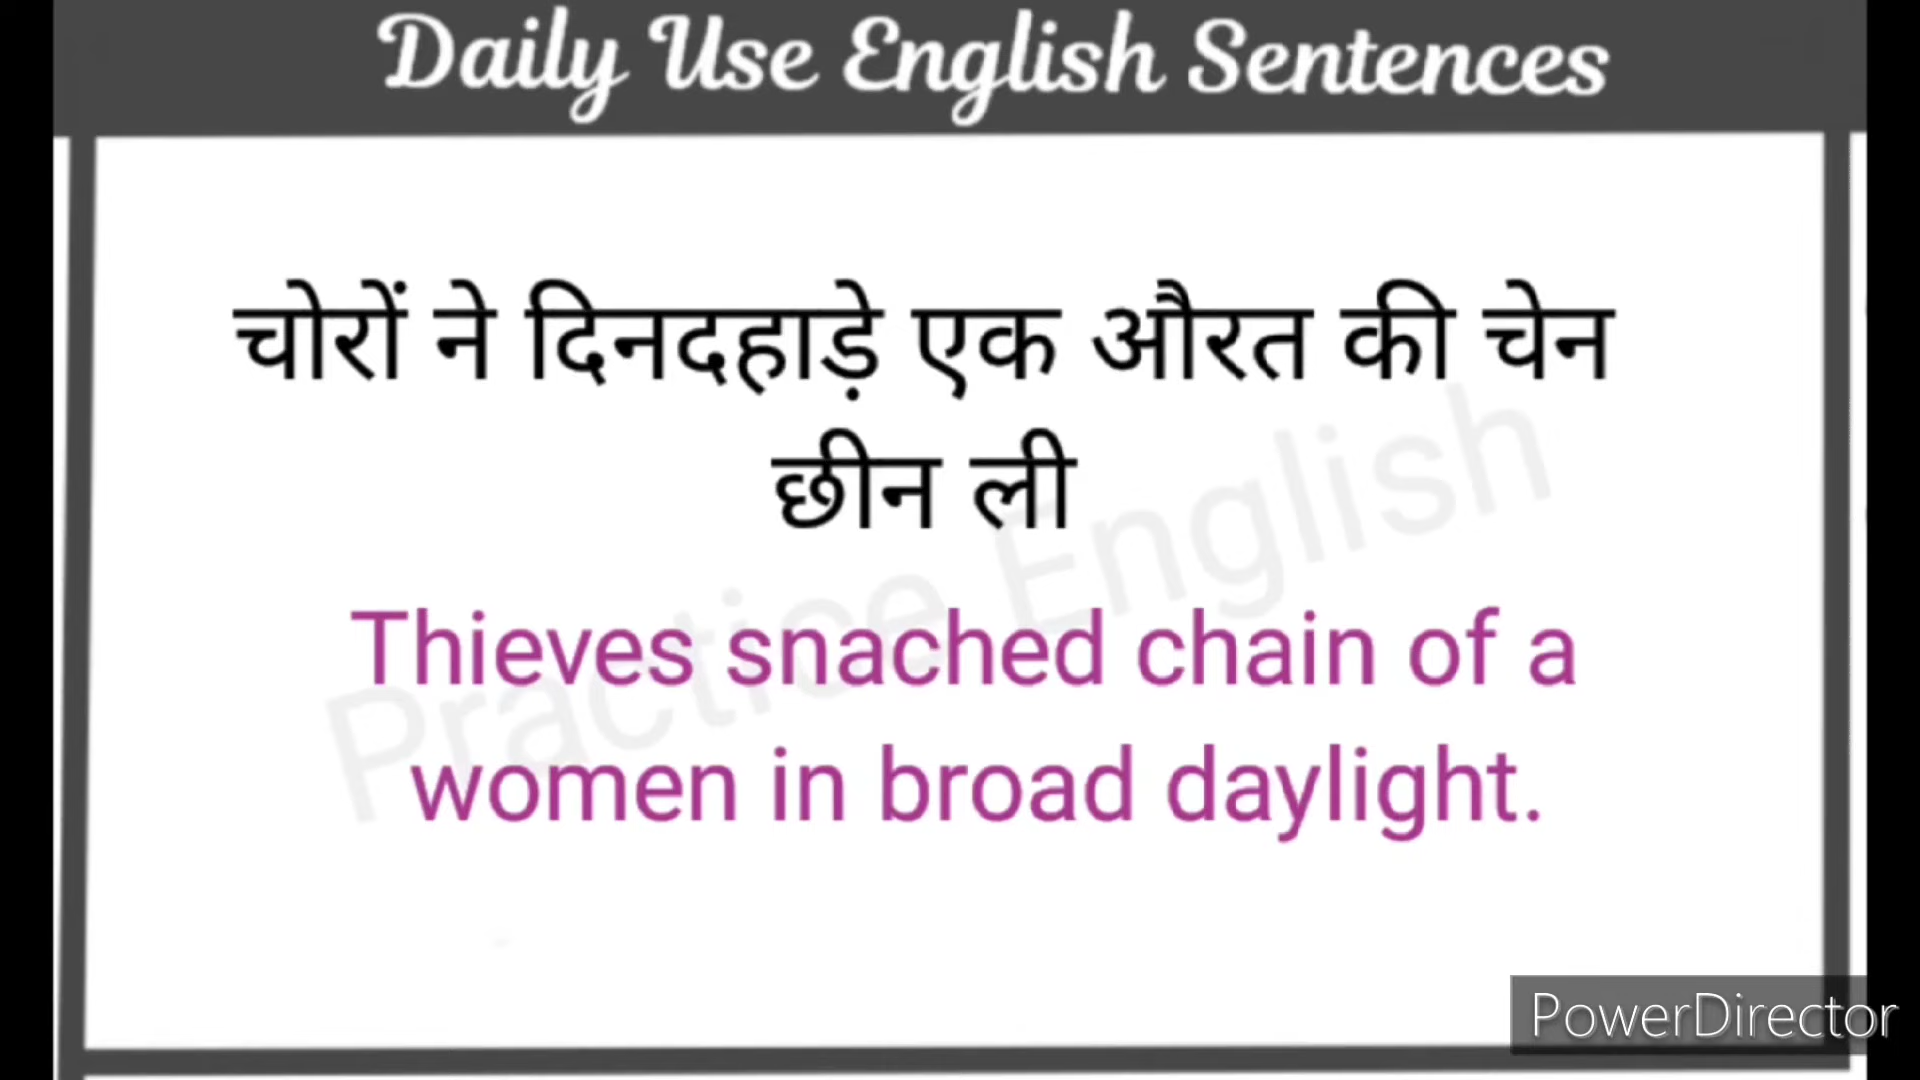 Daily Use English Sentences
चोरों ने दिनदहाड़े एक औरत की चेन
छीन ली
Thieves snached chain of a
women in broad daylight.
Practice English
PowerDirector